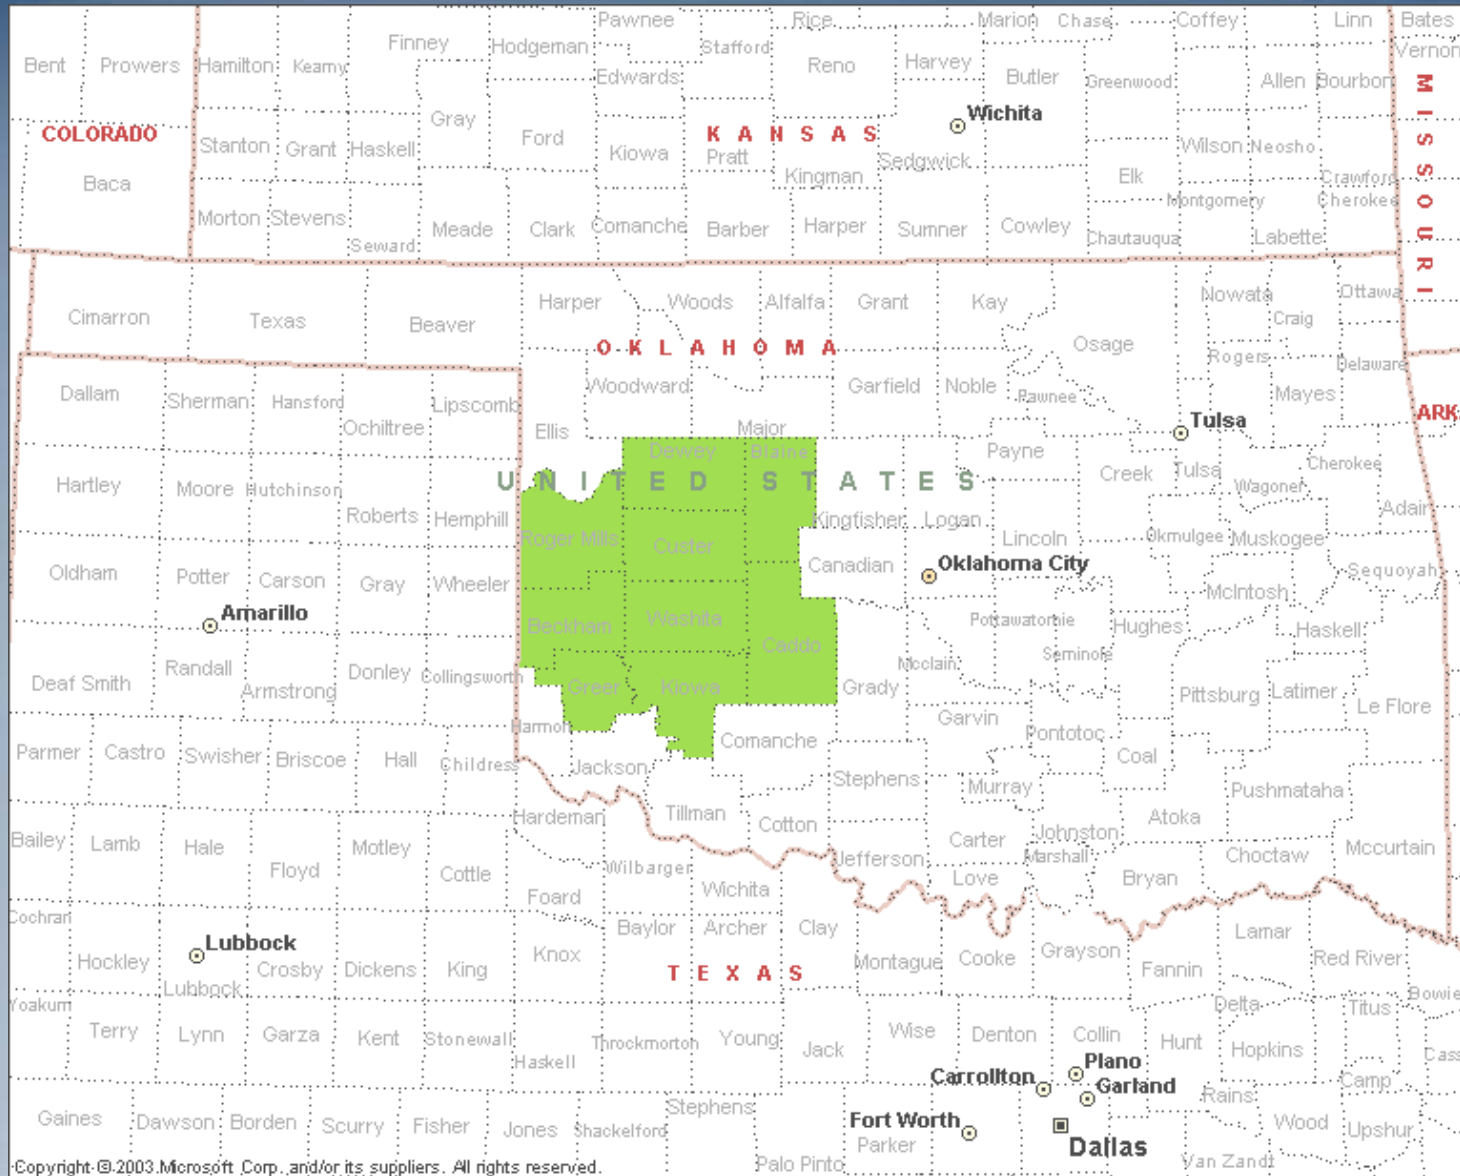 Pawnee Rice Marion Chase Coffey Linn Bates
Finney Hodgeman Stafford Vernon
Bent Prowers Hamilton Kearny Edwards Reno Harvey Butler Greenwood Allen Bourbon
MISSOURI
Gray Wichita
COLORADO Ford KANSAS
Stanton Grant Haskell Kiowa Pratt Sedgwick Wilson Neosho
Baca Kingman Elk Crawford
Montgomery Cherokee
Morton Stevens Seward Meade Clark Comanche Barber Harper Sumner Cowley Chautauqua Labette
Harper Woods Alfalfa Grant Kay Nowata Ottawa
Cimarron Texas Beaver Craig
OKLAHOMA Osage Rogers Delaware
Dallam Sherman Hansford Lipscomb Woodward Garfield Noble Pawnee Mayes
Ochiltree Ellis Major Tulsa ARK
Dewey Blaine Payne
UNITED STATES
Hartley Moore Hutchinson Creek Tulsa Wagoner Cherokee
Roberts Hemphill Kingfisher Logan Adair
Roger Mills Custer Lincoln Okmulgee Muskogee
Oldham Potter Carson Gray Wheeler Canadian Oklahoma City Sequoyah
Amarillo McIntosh
Beckham Washita Pottawatomie Hughes Haskell
Randall Donley Collingsworth Caddo Mcclain Seminole
Deaf Smith Armstrong Greer Kiowa Grady Pittsburg Latimer
Harmon Garvin Le Flore
Parmer Castro Swisher Briscoe Hall Childress Jackson Comanche Pontotoc Coal
Stephens Murray Pushmataha
Hardeman Tillman Cotton Atoka
Bailey Lamb Hale Motley Carter Johnston Mccurtain
Floyd Cottle Wilbarger Jefferson Marshall Choctaw
Foard Wichita Love Bryan
Cochran Baylor Archer Clay Lamar
Lubbock Knox Montague Cooke Grayson Red River
Hockley Crosby Dickens King TEXAS Fannin
Lubbock Delta Bowie
Yoakum Titus
Terry Lynn Garza Kent Stonewall Throckmorton Young Jack Wise Denton Collin Hunt Hopkins
Haskell Plano Cass
Carrollton Garland Camp
Rains
Gaines Dawson Borden Scurry Fisher Jones Shackelford Stephens Fort Worth Wood Upshur
Parker Dallas
Palo Pinto Van Zandt
Copyright © 2003 Microsoft Corp. and/or its suppliers. All rights reserved.